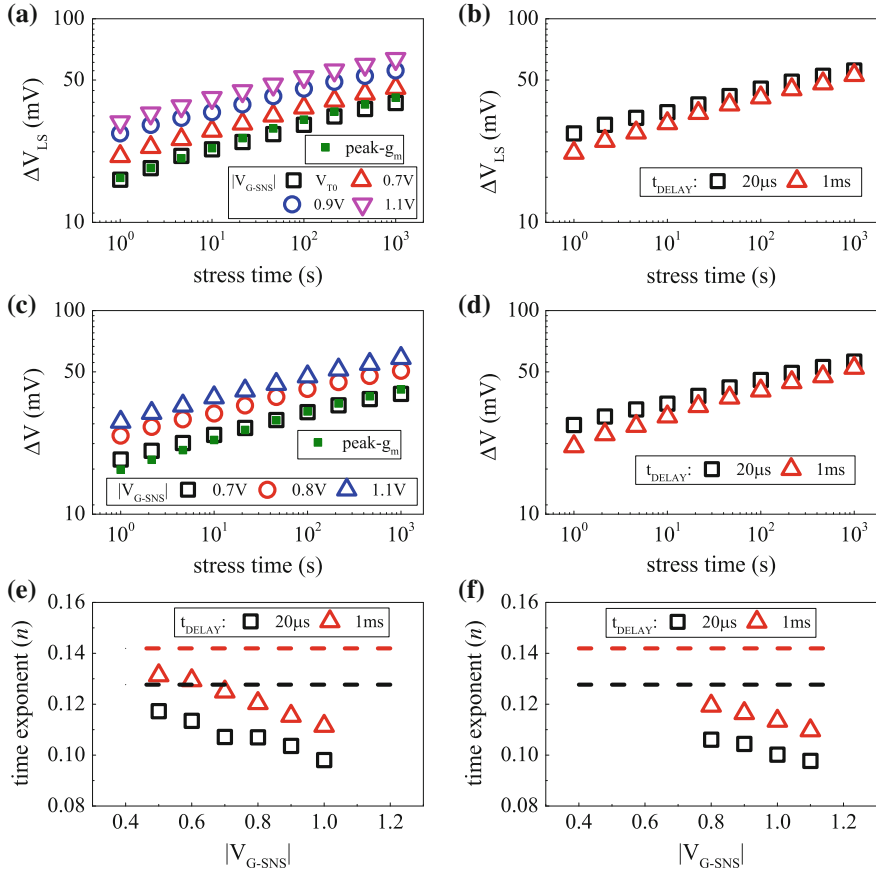 (a)
100
50
10
ΔV_LS (mV)
peak-g_m
|V_G-SNS| V_T0 0.7V
0.9V 1.1V
10^0 10^1 10^2 10^3
stress time (s)
(b)
100
50
10
ΔV_LS (mV)
t_DELAY: 20μs 1ms
10^0 10^1 10^2 10^3
stress time (s)
(c)
100
50
10
ΔV (mV)
peak-g_m
|V_G-SNS| 0.7V 0.8V 1.1V
10^0 10^1 10^2 10^3
stress time (s)
(d)
100
50
10
ΔV (mV)
t_DELAY: 20μs 1ms
10^0 10^1 10^2 10^3
stress time (s)
(e)
0.16
0.14
0.12
0.10
0.08
time exponent (n)
t_DELAY: 20μs 1ms
0.4 0.6 0.8 1.0 1.2
|V_G-SNS|
(f)
0.16
0.14
0.12
0.10
0.08
time exponent (n)
t_DELAY: 20μs 1ms
0.4 0.6 0.8 1.0 1.2
|V_G-SNS|